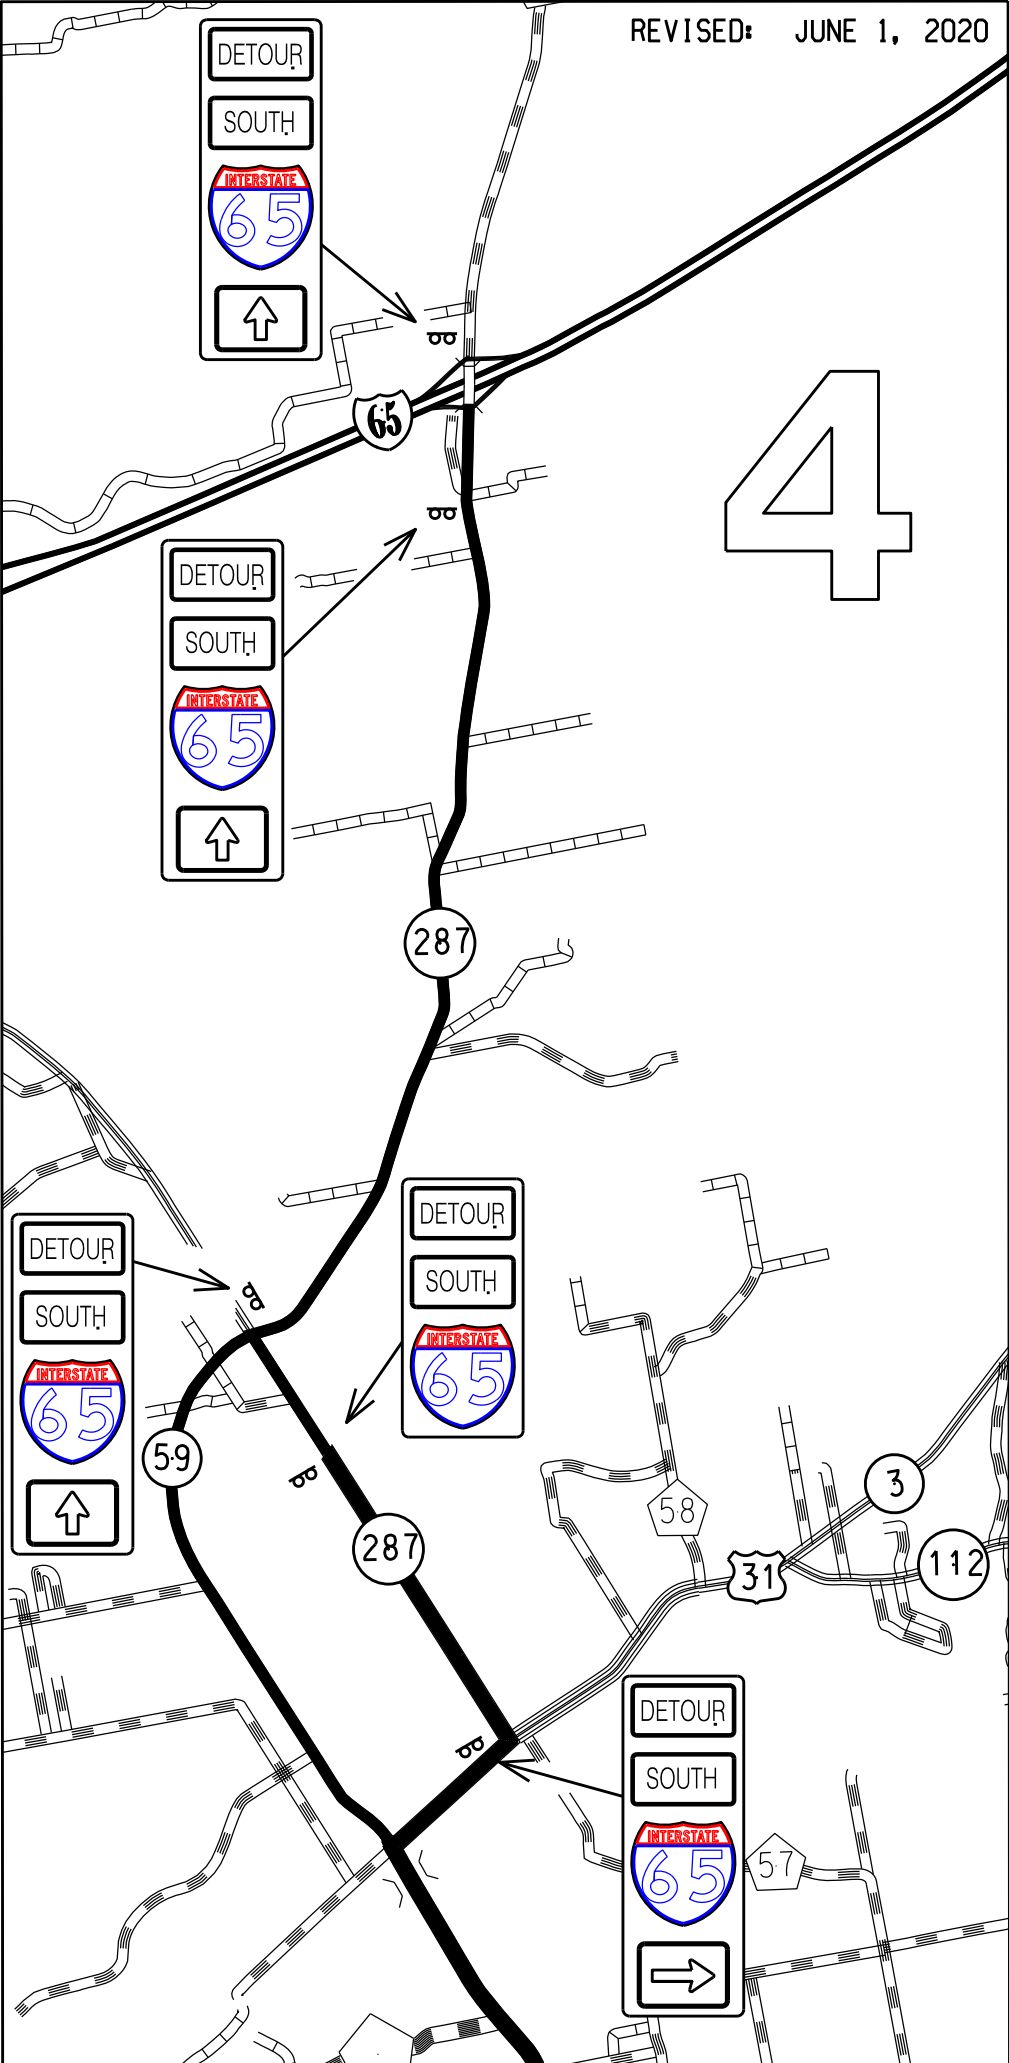 REVISED: JUNE 1, 2020
DETOUR
SOUTH
INTERSTATE
65
65
4
DETOUR
SOUTH
INTERSTATE
65
287
DETOUR
SOUTH
INTERSTATE
65
DETOUR
SOUTH
INTERSTATE
65
59
287
58
3
31
112
DETOUR
SOUTH
INTERSTATE
65
57